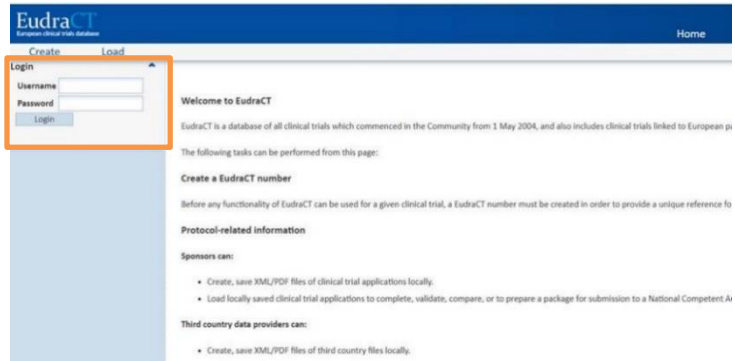 EudraCT
European clinical trials database
Home
Create Load
Login
Username
Password
Login
Welcome to EudraCT
EudraCT is a database of all clinical trials which commenced in the Community from 1 May 2004, and also includes clinical trials linked to European pa
The following tasks can be performed from this page:
Create a EudraCT number
Before any functionality of EudraCT can be used for a given clinical trial, a EudraCT number must be created in order to provide a unique reference fo
Protocol-related information
Sponsors can:
• Create, save XML/PDF files of clinical trial applications locally.
• Load locally saved clinical trial applications to complete, validate, compare, or to prepare a package for submission to a National Competent A
Third country data providers can:
• Create, save XML/PDF files of third country files locally.